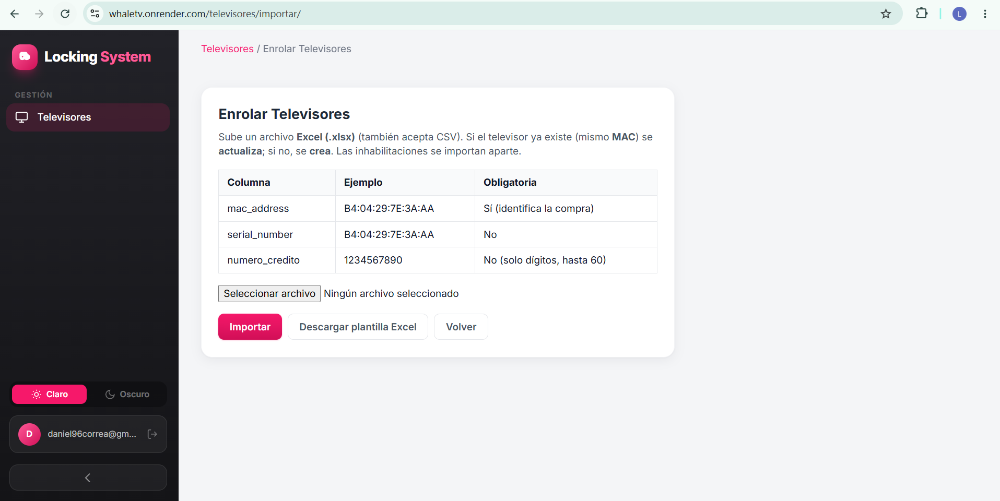 whaletv.onrender.com/televisores/importar/
L
Locking System
GESTIÓN
Televisores
Televisores / Enrolar Televisores
Enrolar Televisores
Sube un archivo Excel (.xlsx) (también acepta CSV). Si el televisor ya existe (mismo MAC) se
actualiza; si no, se crea. Las inhabilitaciones se importan aparte.
Columna Ejemplo Obligatoria
mac_address B4:04:29:7E:3A:AA Sí (identifica la compra)
serial_number B4:04:29:7E:3A:AA No
numero_credito 1234567890 No (solo dígitos, hasta 60)
Seleccionar archivo Ningún archivo seleccionado
Importar Descargar plantilla Excel Volver
Claro Oscuro
D daniel96correa@gm...